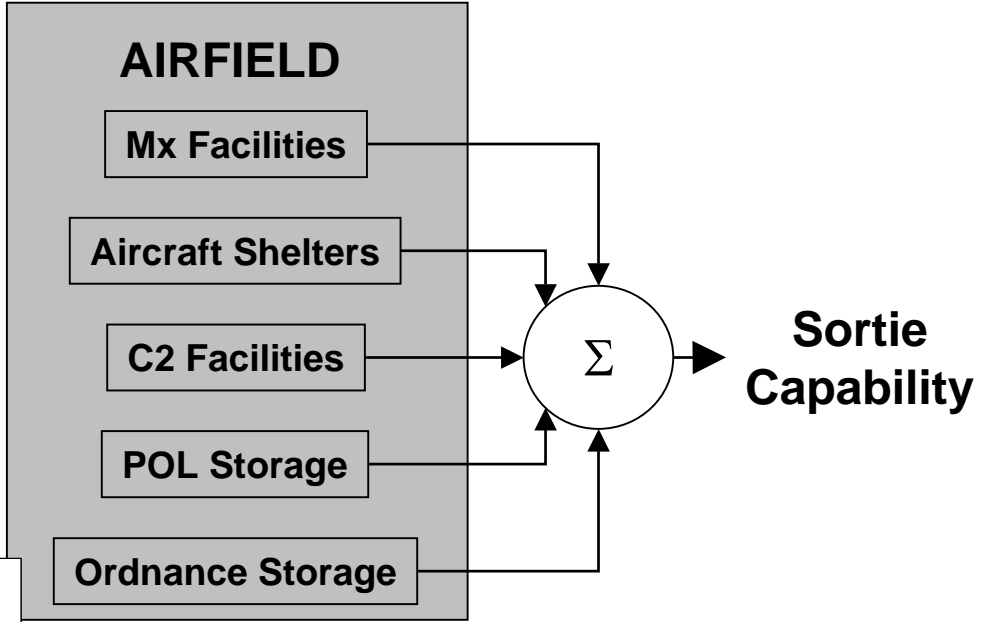 AIRFIELD
Mx Facilities
Aircraft Shelters
C2 Facilities
POL Storage
Ordnance Storage
Σ
Sortie
Capability